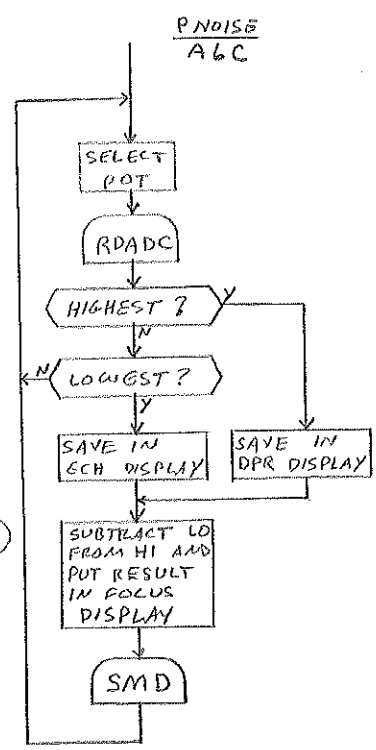 PNOISE
A6C
SELECT
POT
RDADC
HIGHEST?
Y
N
N
LOWEST?
Y
SAVE IN
ECH DISPLAY
SAVE IN
DPR DISPLAY
SUBTRACT LO
FROM HI AND
PUT RESULT
IN FOCUS
DISPLAY
SMD